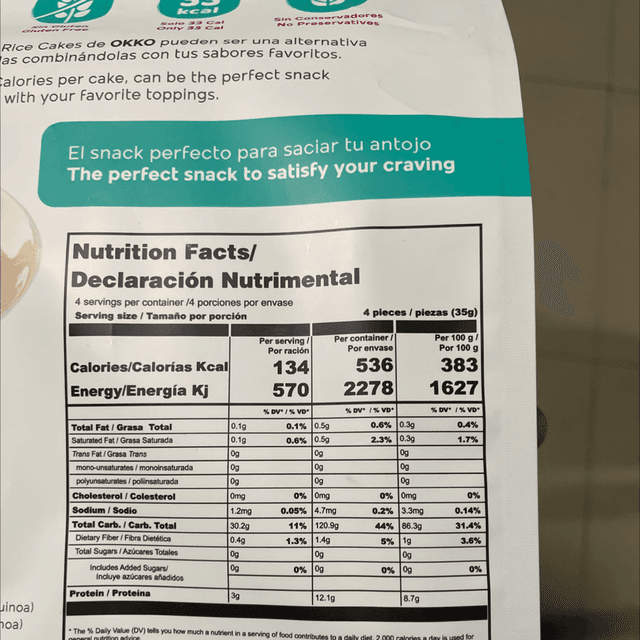 33
kcal
Sin Gluten
Gluten Free
Solo 33 Cal
Only 33 Cal
Sin Conservadores
No Preservatives
Rice Cakes de OKKO pueden ser una alternativa
las combinándolas con tus sabores favoritos.
Calories per cake, can be the perfect snack
with your favorite toppings.
El snack perfecto para saciar tu antojo
The perfect snack to satisfy your craving
Nutrition Facts/
Declaración Nutrimental
4 servings per container /4 porciones por envase
Serving size / Tamaño por porción 4 pieces / piezas (35g)
Per serving / Per container / Per 100 g /
Por ración Por envase Por 100 g
Calories/Calorías Kcal 134 536 383
Energy/Energía Kj 570 2278 1627
% DV* / % VD* % DV* / % VD* % DV* / % VD*
Total Fat / Grasa Total 0.1g 0.1% 0.5g 0.6% 0.3g 0.4%
Saturated Fat / Grasa Saturada 0.1g 0.6% 0.5g 2.3% 0.3g 1.7%
Trans Fat / Grasa Trans 0g 0g 0g
mono-unsaturates / monoinsaturada 0g 0g 0g
polyunsaturates / poliinsaturada 0g 0g 0g
Cholesterol / Colesterol 0mg 0% 0mg 0% 0mg 0%
Sodium / Sodio 1.2mg 0.05% 4.7mg 0.2% 3.3mg 0.14%
Total Carb. / Carb. Total 30.2g 11% 120.9g 44% 86.3g 31.4%
Dietary Fiber / Fibra Dietética 0.4g 1.3% 1.4g 5% 1g 3.6%
Total Sugars / Azúcares Totales 0g 0g 0g
Includes Added Sugars/ 0g 0% 0g 0% 0g 0%
Incluye azúcares añadidos
Protein / Proteína 3g 12.1g 8.7g
uinoa)
noa)
* The % Daily Value (DV) tells you how much a nutrient in a serving of food contributes to a daily diet. 2,000 calories a day is used for
general nutrition advice.